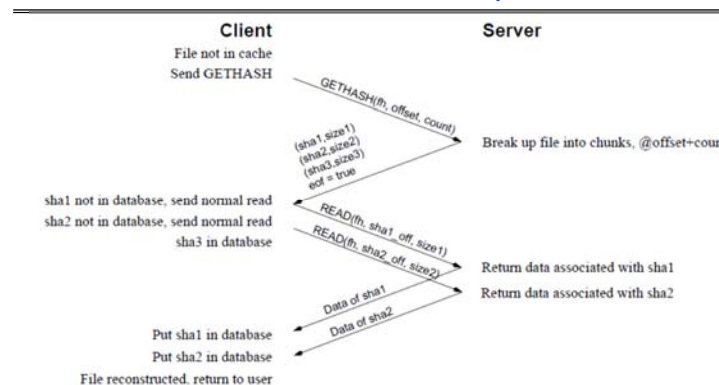 Client Server
File not in cache
Send GETHASH
GETHASH(fh, offset, count)
Break up file into chunks, @offset+coun
(sha1,size1)
(sha2,size2)
(sha3,size3)
eof = true
sha1 not in database, send normal read
sha2 not in database, send normal read
sha3 in database
READ(fh, sha1_off, size1)
READ(fh, sha2_off, size2)
Return data associated with sha1
Return data associated with sha2
Data of sha1
Data of sha2
Put sha1 in database
Put sha2 in database
File reconstructed, return to user